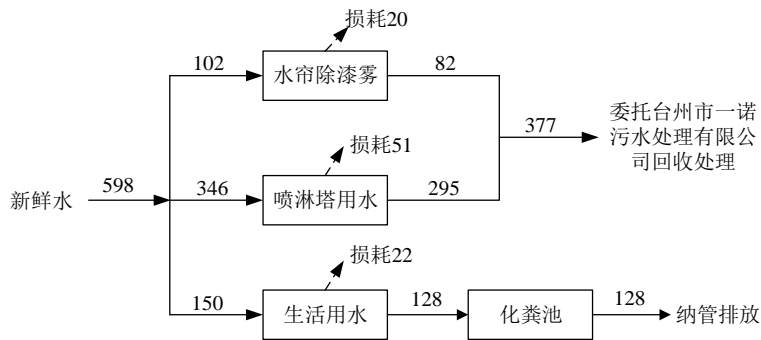 损耗20
102
水帘除漆雾
82
377
委托台州市一诺
污水处理有限公
司回收处理
损耗51
新鲜水
598
346
喷淋塔用水
295
损耗22
150
生活用水
128
化粪池
128
纳管排放